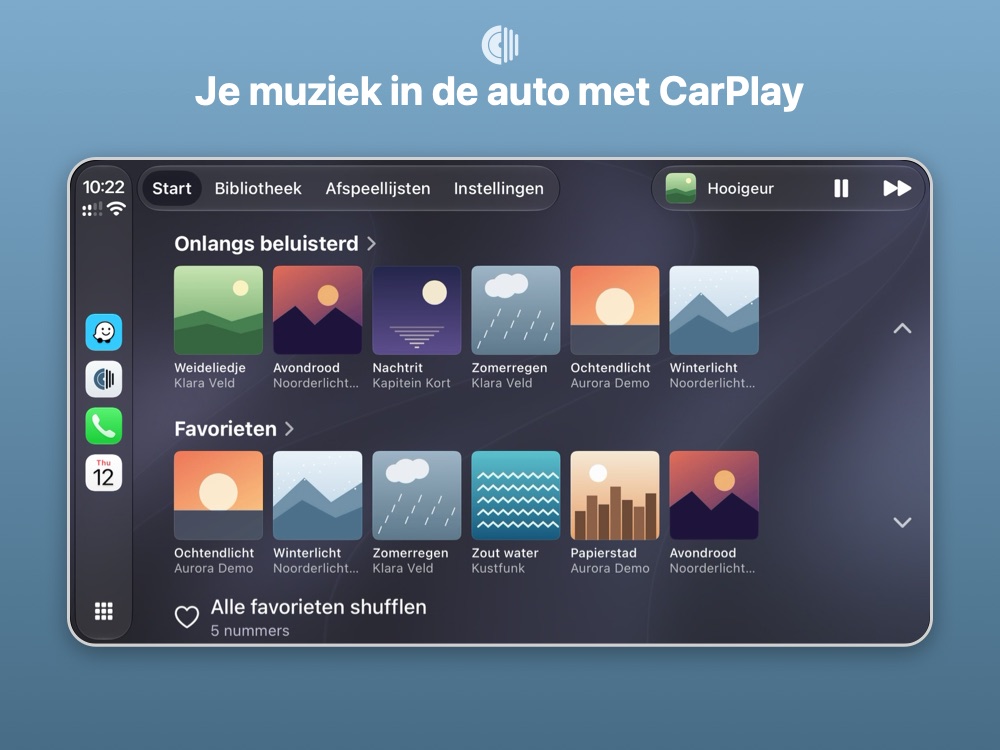 Je muziek in de auto met CarPlay
10:22
Start Bibliotheek Afspeellijsten Instellingen
Hooigeur
Onlangs beluisterd
Weideliedje Avondrood Nachtrit Zomerregen Ochtendlicht Winterlicht
Klara Veld Noorderlicht... Kapitein Kort Klara Veld Aurora Demo Noorderlicht...
Favorieten
Thu
12
Ochtendlicht Winterlicht Zomerregen Zout water Papierstad Avondrood
Aurora Demo Noorderlicht... Klara Veld Kustfunk Aurora Demo Noorderlicht...
Alle favorieten shufflen
5 nummers